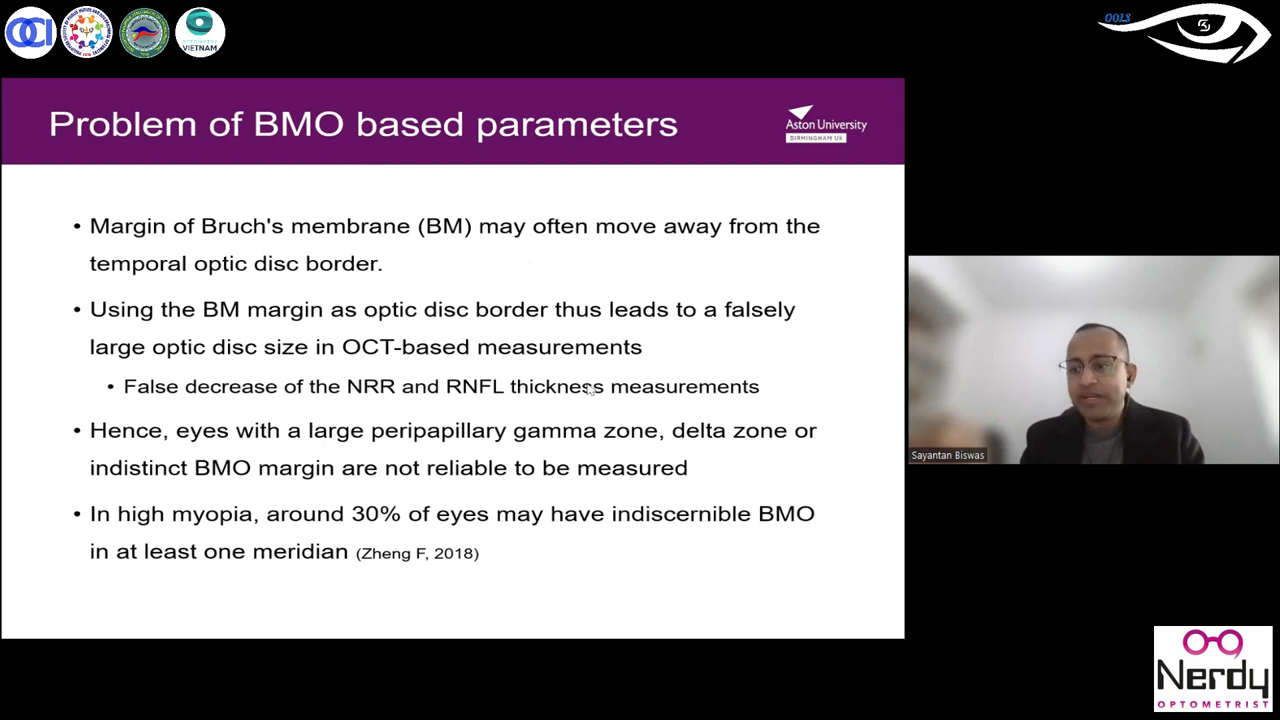 OCI
VIETNAM
OOLS
Problem of BMO based parameters
Aston University
BIRMINGHAM UK
• Margin of Bruch's membrane (BM) may often move away from the
temporal optic disc border.
• Using the BM margin as optic disc border thus leads to a falsely
large optic disc size in OCT-based measurements
• False decrease of the NRR and RNFL thickness measurements
• Hence, eyes with a large peripapillary gamma zone, delta zone or
indistinct BMO margin are not reliable to be measured
• In high myopia, around 30% of eyes may have indiscernible BMO
in at least one meridian (Zheng F, 2018)
Sayantan Biswas
Nerdy
OPTOMETRIST